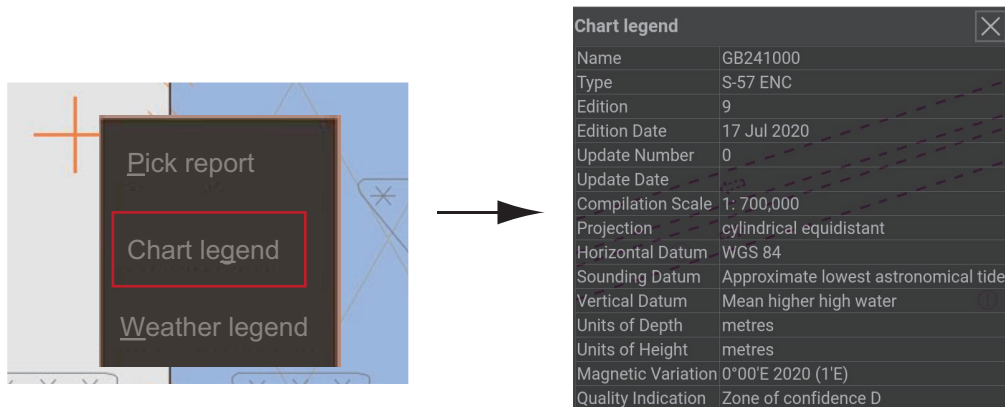 Pick report
Chart legend
Weather legend
Chart legend
Name GB241000
Type S-57 ENC
Edition 9
Edition Date 17 Jul 2020
Update Number 0
Update Date
Compilation Scale 1: 700,000
Projection cylindrical equidistant
Horizontal Datum WGS 84
Sounding Datum Approximate lowest astronomical tide
Vertical Datum Mean higher high water
Units of Depth metres
Units of Height metres
Magnetic Variation 0°00'E 2020 (1'E)
Quality Indication Zone of confidence D